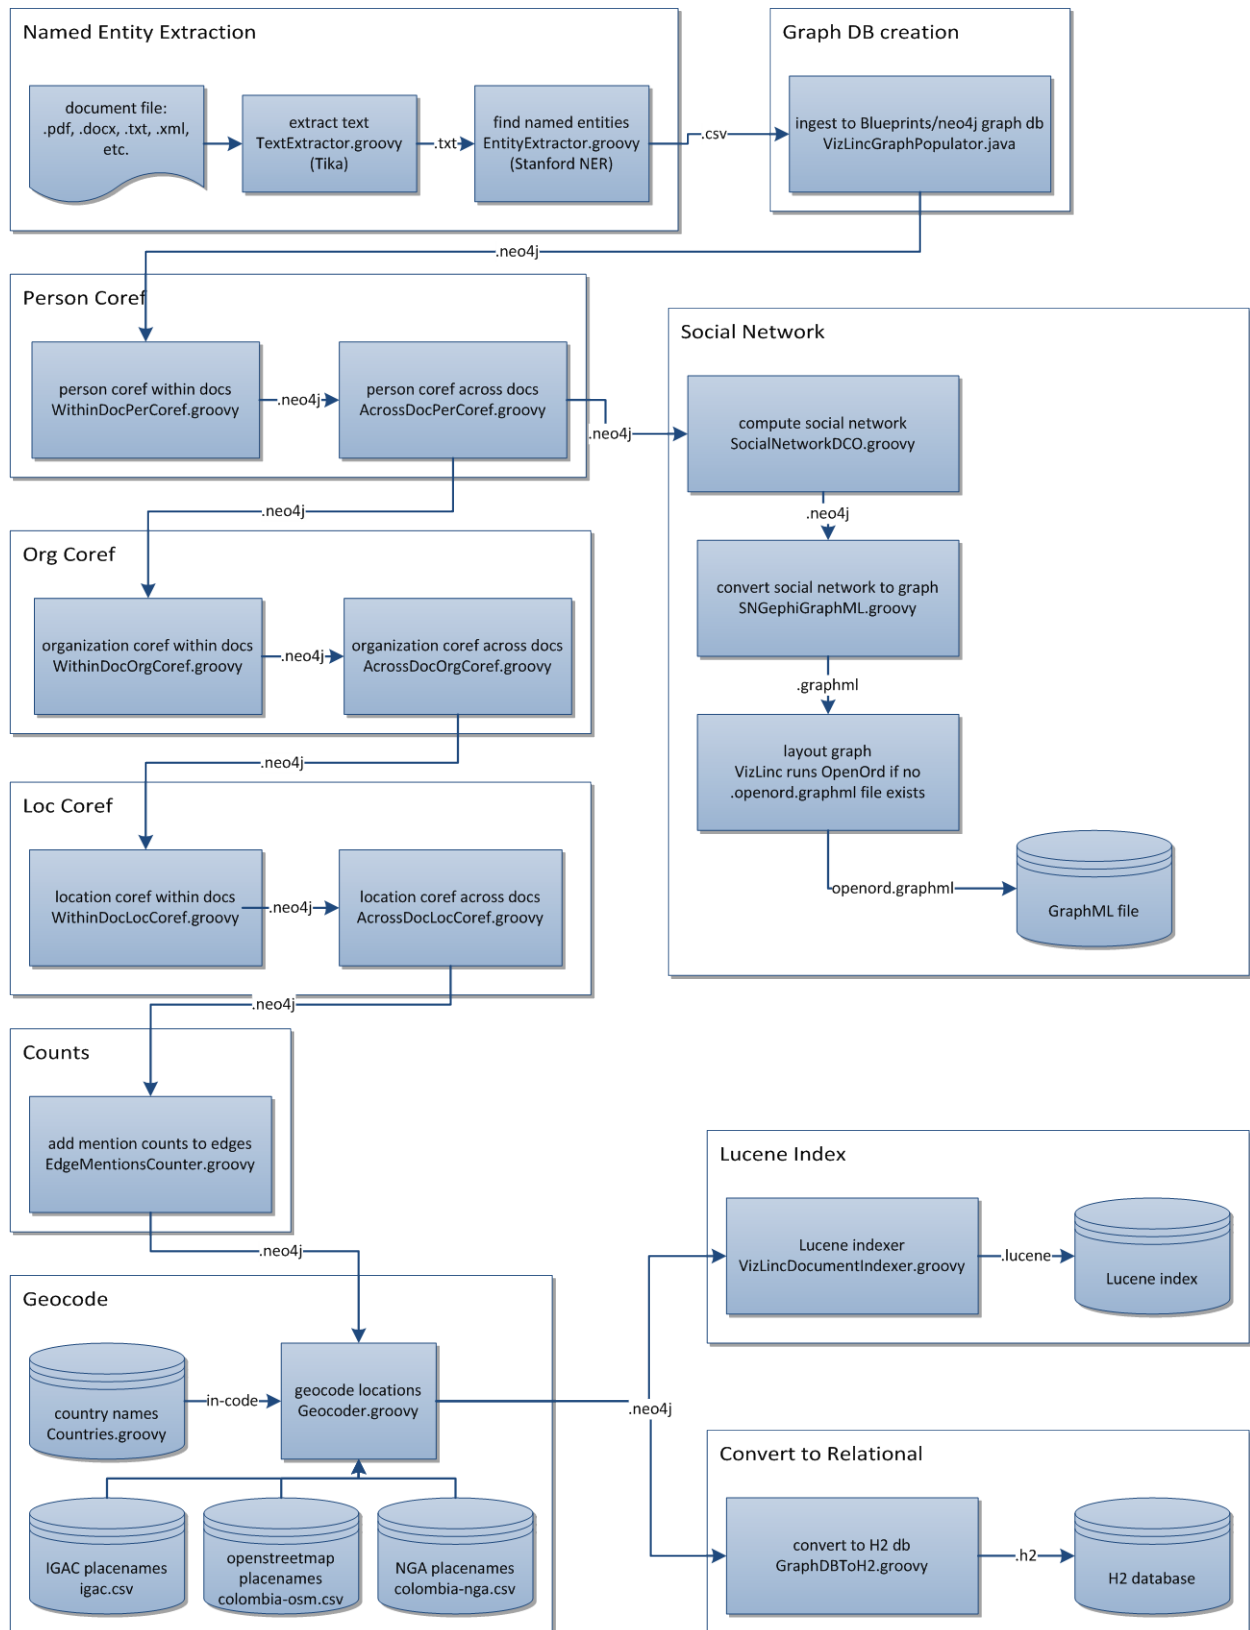 Named Entity Extraction
document file:
.pdf, .docx, .txt, .xml,
etc.
extract text
TextExtractor.groovy
(Tika)
.txt
find named entities
EntityExtractor.groovy
(Stanford NER)
.csv
Graph DB creation
ingest to Blueprints/neo4j graph db
VizLincGraphPopulator.java
.neo4j
Person Coref
person coref within docs
WithinDocPerCoref.groovy
.neo4j
person coref across docs
AcrossDocPerCoref.groovy
.neo4j
Social Network
compute social network
SocialNetworkDCO.groovy
.neo4j
convert social network to graph
SNGephiGraphML.groovy
.graphml
layout graph
VizLinc runs OpenOrd if no
.openord.graphml file exists
openord.graphml
GraphML file
.neo4j
Org Coref
organization coref within docs
WithinDocOrgCoref.groovy
.neo4j
organization coref across docs
AcrossDocOrgCoref.groovy
.neo4j
Loc Coref
location coref within docs
WithinDocLocCoref.groovy
.neo4j
location coref across docs
AcrossDocLocCoref.groovy
.neo4j
Counts
add mention counts to edges
EdgeMentionsCounter.groovy
.neo4j
Geocode
country names
Countries.groovy
in-code
geocode locations
Geocoder.groovy
IGAC placenames
igac.csv
openstreetmap
placenames
colombia-osm.csv
NGA placenames
colombia-nga.csv
.neo4j
Lucene Index
Lucene indexer
VizLincDocumentIndexer.groovy
.lucene
Lucene index
Convert to Relational
convert to H2 db
GraphDBToH2.groovy
.h2
H2 database